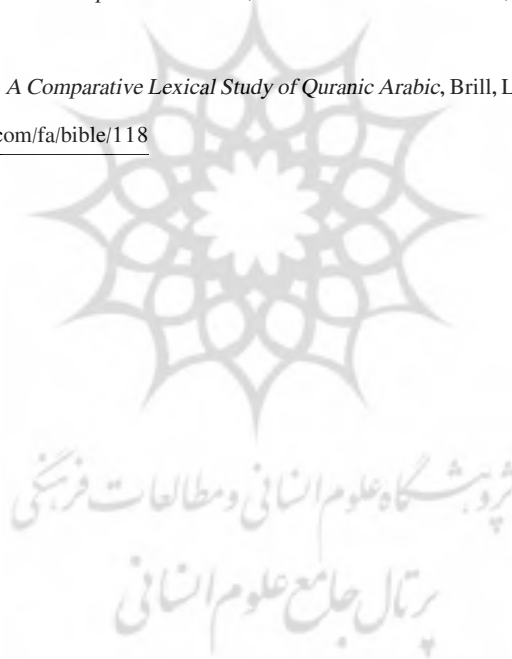 A Comparative Lexical Study of Quranic Arabic, Brill, L
com/fa/bible/118
پژوهشگاه علوم انسانی و مطالعات فرهنگی
پرتال جامع علوم انسانی